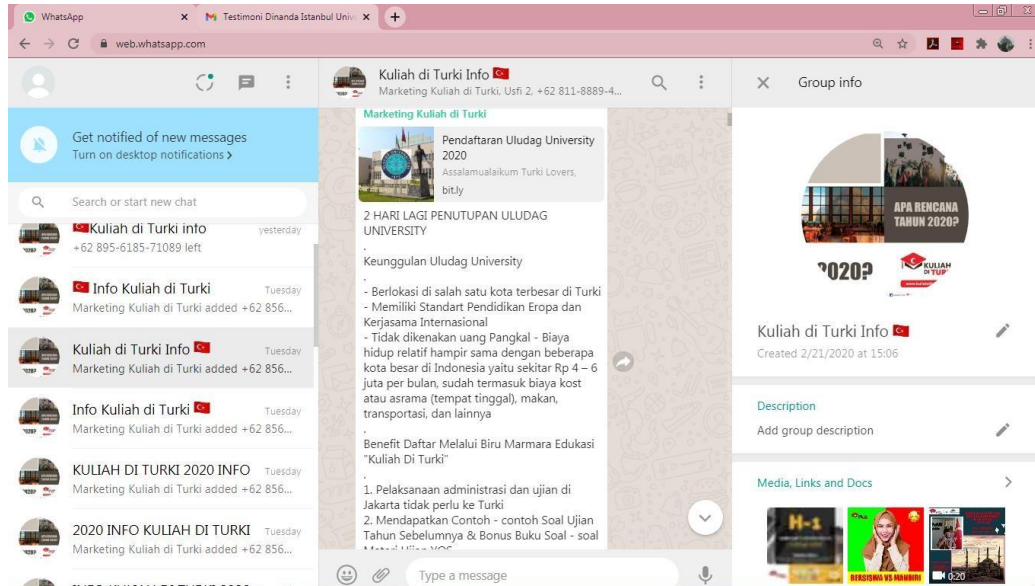 WhatsApp
Testimoni Dinanda Istanbul Univ
web.whatsapp.com
Get notified of new messages
Turn on desktop notifications >
Search or start new chat
🇹🇷Kuliah di Turki info
yesterday
+62 895-6185-71089 left
🇹🇷 Info Kuliah di Turki
Tuesday
Marketing Kuliah di Turki added +62 856...
Kuliah di Turki Info 🇹🇷
Tuesday
Marketing Kuliah di Turki added +62 856...
Info Kuliah di Turki 🇹🇷
Tuesday
Marketing Kuliah di Turki added +62 856...
KULIAH DI TURKI 2020 INFO
Tuesday
Marketing Kuliah di Turki added +62 856...
2020 INFO KULIAH DI TURKI
Tuesday
Marketing Kuliah di Turki added +62 856...
Kuliah di Turki Info 🇹🇷
Marketing Kuliah di Turki, Usfi 2, +62 811-8889-4...
Marketing Kuliah di Turki
Pendaftaran Uludag University
2020
Assalamualaikum Turki Lovers,
bit.ly
2 HARI LAGI PENUTUPAN ULUDAG
UNIVERSITY
.
Keunggulan Uludag University
.
- Berlokasi di salah satu kota terbesar di Turki
- Memiliki Standart Pendidikan Eropa dan
Kerjasama Internasional
- Tidak dikenakan uang Pangkal - Biaya
hidup relatif hampir sama dengan beberapa
kota besar di Indonesia yaitu sekitar Rp 4 – 6
juta per bulan, sudah termasuk biaya kost
atau asrama (tempat tinggal), makan,
transportasi, dan lainnya
.
Benefit Daftar Melalui Biru Marmara Edukasi
"Kuliah Di Turki"
.
1. Pelaksanaan administrasi dan ujian di
Jakarta tidak perlu ke Turki
2. Mendapatkan Contoh - contoh Soal Ujian
Tahun Sebelumnya & Bonus Buku Soal - soal
Materi Ujian YOS
Type a message
Group info
APA RENCANA
TAHUN 2020?
2020?
KULIAH
Kuliah di Turki Info 🇹🇷
Created 2/21/2020 at 15:06
Description
Add group description
Media, Links and Docs
H-1
BEASISWA VS MANDIRI
0:20